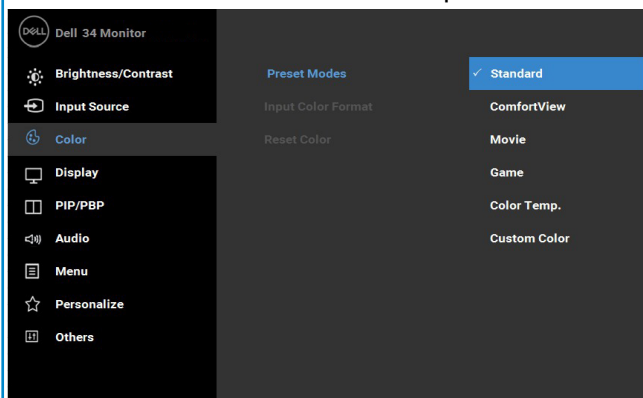 DELL Dell 34 Monitor
Brightness/Contrast Preset Modes ✓ Standard
Input Source Input Color Format ComfortView
Color Reset Color Movie
Display Game
PIP/PBP Color Temp.
Audio Custom Color
Menu
Personalize
Others